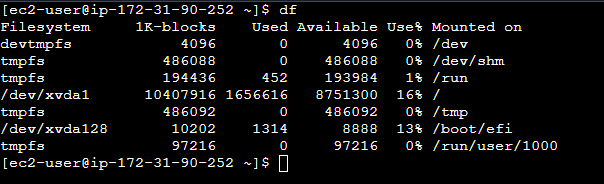 [ec2-user@ip-172-31-90-252 ~]$ df
Filesystem     1K-blocks    Used Available Use% Mounted on
devtmpfs            4096       0      4096   0% /dev
tmpfs             486088       0    486088   0% /dev/shm
tmpfs             194436     452    193984   1% /run
/dev/xvda1      10407916 1656616   8751300  16% /
tmpfs             486092       0    486092   0% /tmp
/dev/xvda128       10202    1314      8888  13% /boot/efi
tmpfs              97216       0     97216   0% /run/user/1000
[ec2-user@ip-172-31-90-252 ~]$